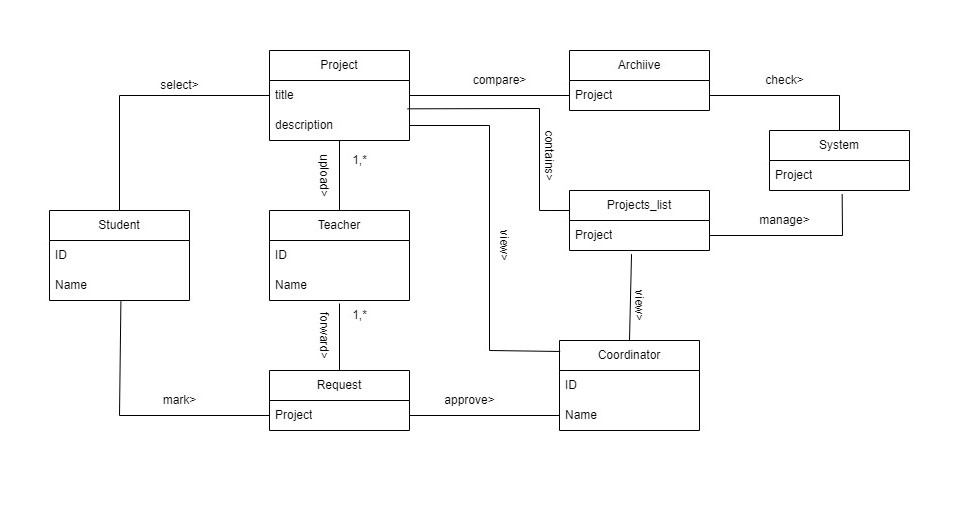 Project
title
description
Archiive
Project
select>
compare>
check>
System
Project
upload>
1,*
contains>
Student
ID
Name
Teacher
ID
Name
Projects_list
Project
manage>
view>
view>
forward>
1,*
Request
Project
Coordinator
ID
Name
mark>
approve>